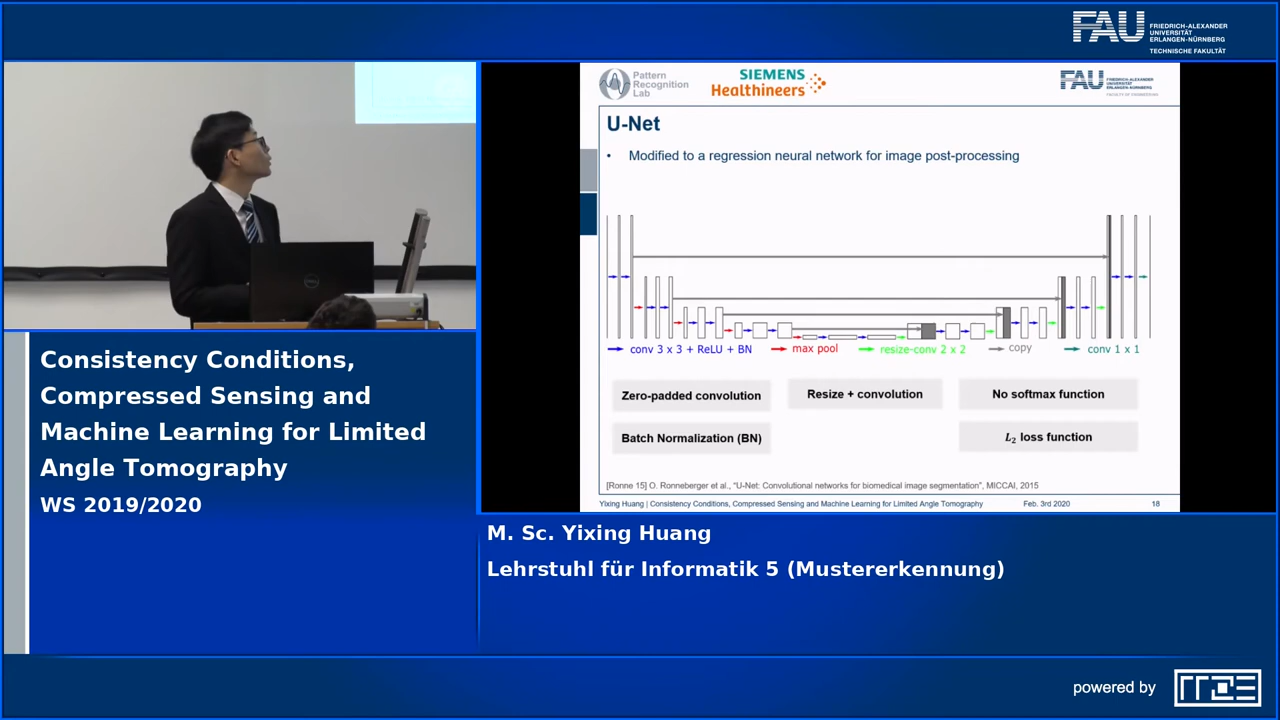 FAU
FRIEDRICH-ALEXANDER
UNIVERSITÄT
ERLANGEN-NÜRNBERG
TECHNISCHE FAKULTÄT
Pattern
Recognition
Lab
SIEMENS
Healthineers
FAU
FRIEDRICH-ALEXANDER
UNIVERSITÄT
ERLANGEN-NÜRNBERG
FACULTY OF ENGINEERING
U-Net
• Modified to a regression neural network for image post-processing
conv 3 x 3 + ReLU + BN
max pool
resize-conv 2 x 2
copy
conv 1 x 1
Zero-padded convolution
Resize + convolution
No softmax function
Batch Normalization (BN)
L₂ loss function
[Ronne 15] O. Ronneberger et al., "U-Net: Convolutional networks for biomedical image segmentation", MICCAI, 2015
Yixing Huang | Consistency Conditions, Compressed Sensing and Machine Learning for Limited Angle Tomography
Feb. 3rd 2020
18
Consistency Conditions,
Compressed Sensing and
Machine Learning for Limited
Angle Tomography
WS 2019/2020
M. Sc. Yixing Huang
Lehrstuhl für Informatik 5 (Mustererkennung)
powered by